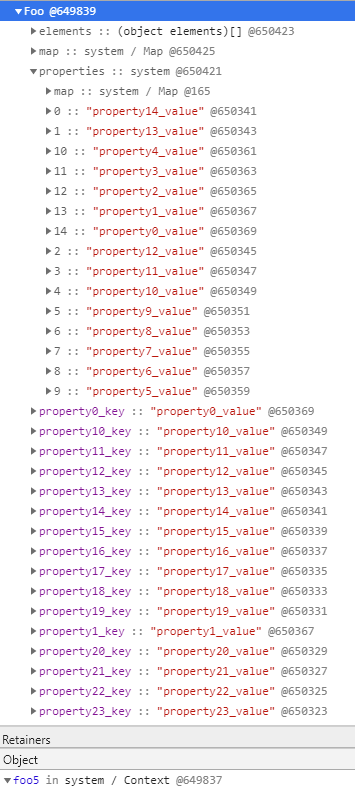 Foo @649839
elements :: (object elements)[] @650423
map :: system / Map @650425
properties :: system @650421
map :: system / Map @165
0 :: "property14_value" @650341
1 :: "property13_value" @650343
10 :: "property4_value" @650361
11 :: "property3_value" @650363
12 :: "property2_value" @650365
13 :: "property1_value" @650367
14 :: "property0_value" @650369
2 :: "property12_value" @650345
3 :: "property11_value" @650347
4 :: "property10_value" @650349
5 :: "property9_value" @650351
6 :: "property8_value" @650353
7 :: "property7_value" @650355
8 :: "property6_value" @650357
9 :: "property5_value" @650359
property0_key :: "property0_value" @650369
property10_key :: "property10_value" @650349
property11_key :: "property11_value" @650347
property12_key :: "property12_value" @650345
property13_key :: "property13_value" @650343
property14_key :: "property14_value" @650341
property15_key :: "property15_value" @650339
property16_key :: "property16_value" @650337
property17_key :: "property17_value" @650335
property18_key :: "property18_value" @650333
property19_key :: "property19_value" @650331
property1_key :: "property1_value" @650367
property20_key :: "property20_value" @650329
property21_key :: "property21_value" @650327
property22_key :: "property22_value" @650325
property23_key :: "property23_value" @650323
Retainers
Object
foo5 in system / Context @649837